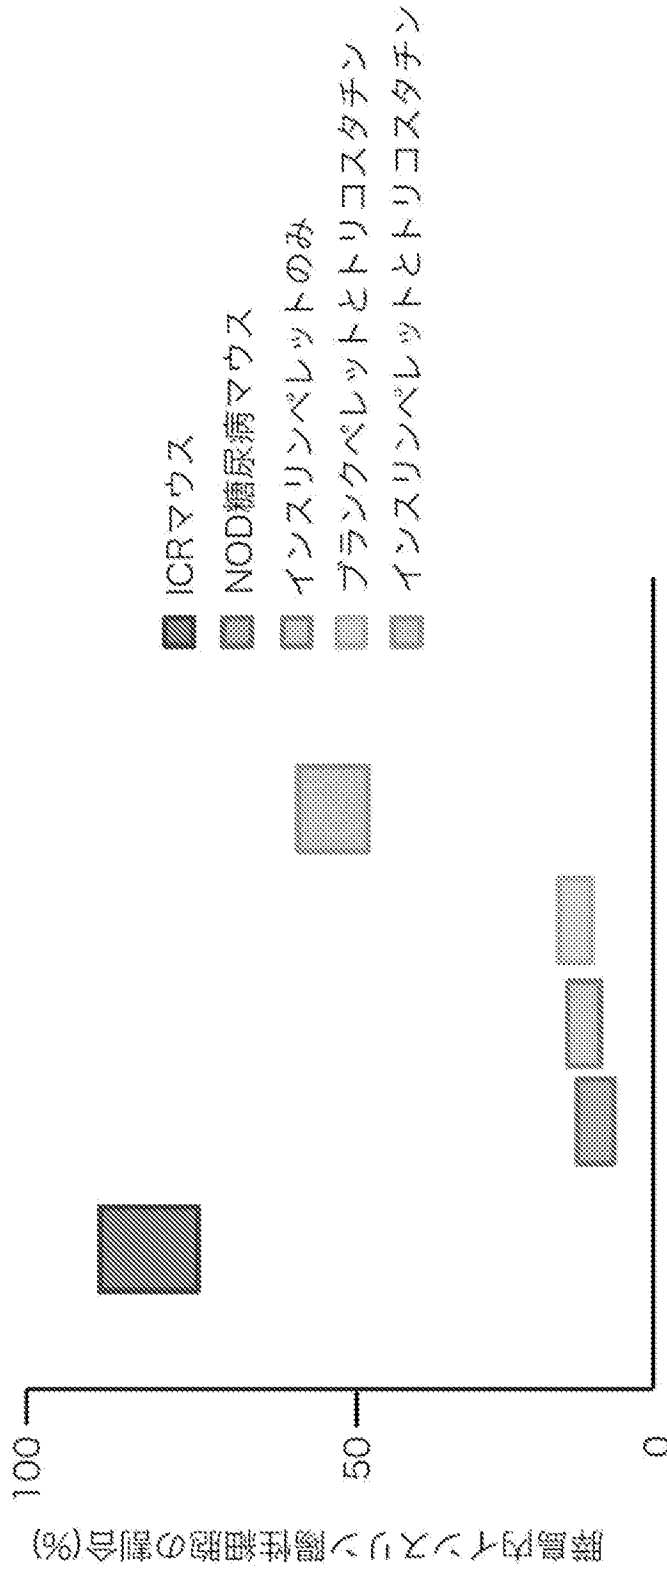 膵島内インスリン陽性細胞の割合(%)
100
50
0
ICRマウス
NOD糖尿病マウス
インスリンペレットのみ
ブランクペレットとトリコスタチン
インスリンペレットとトリコスタチン